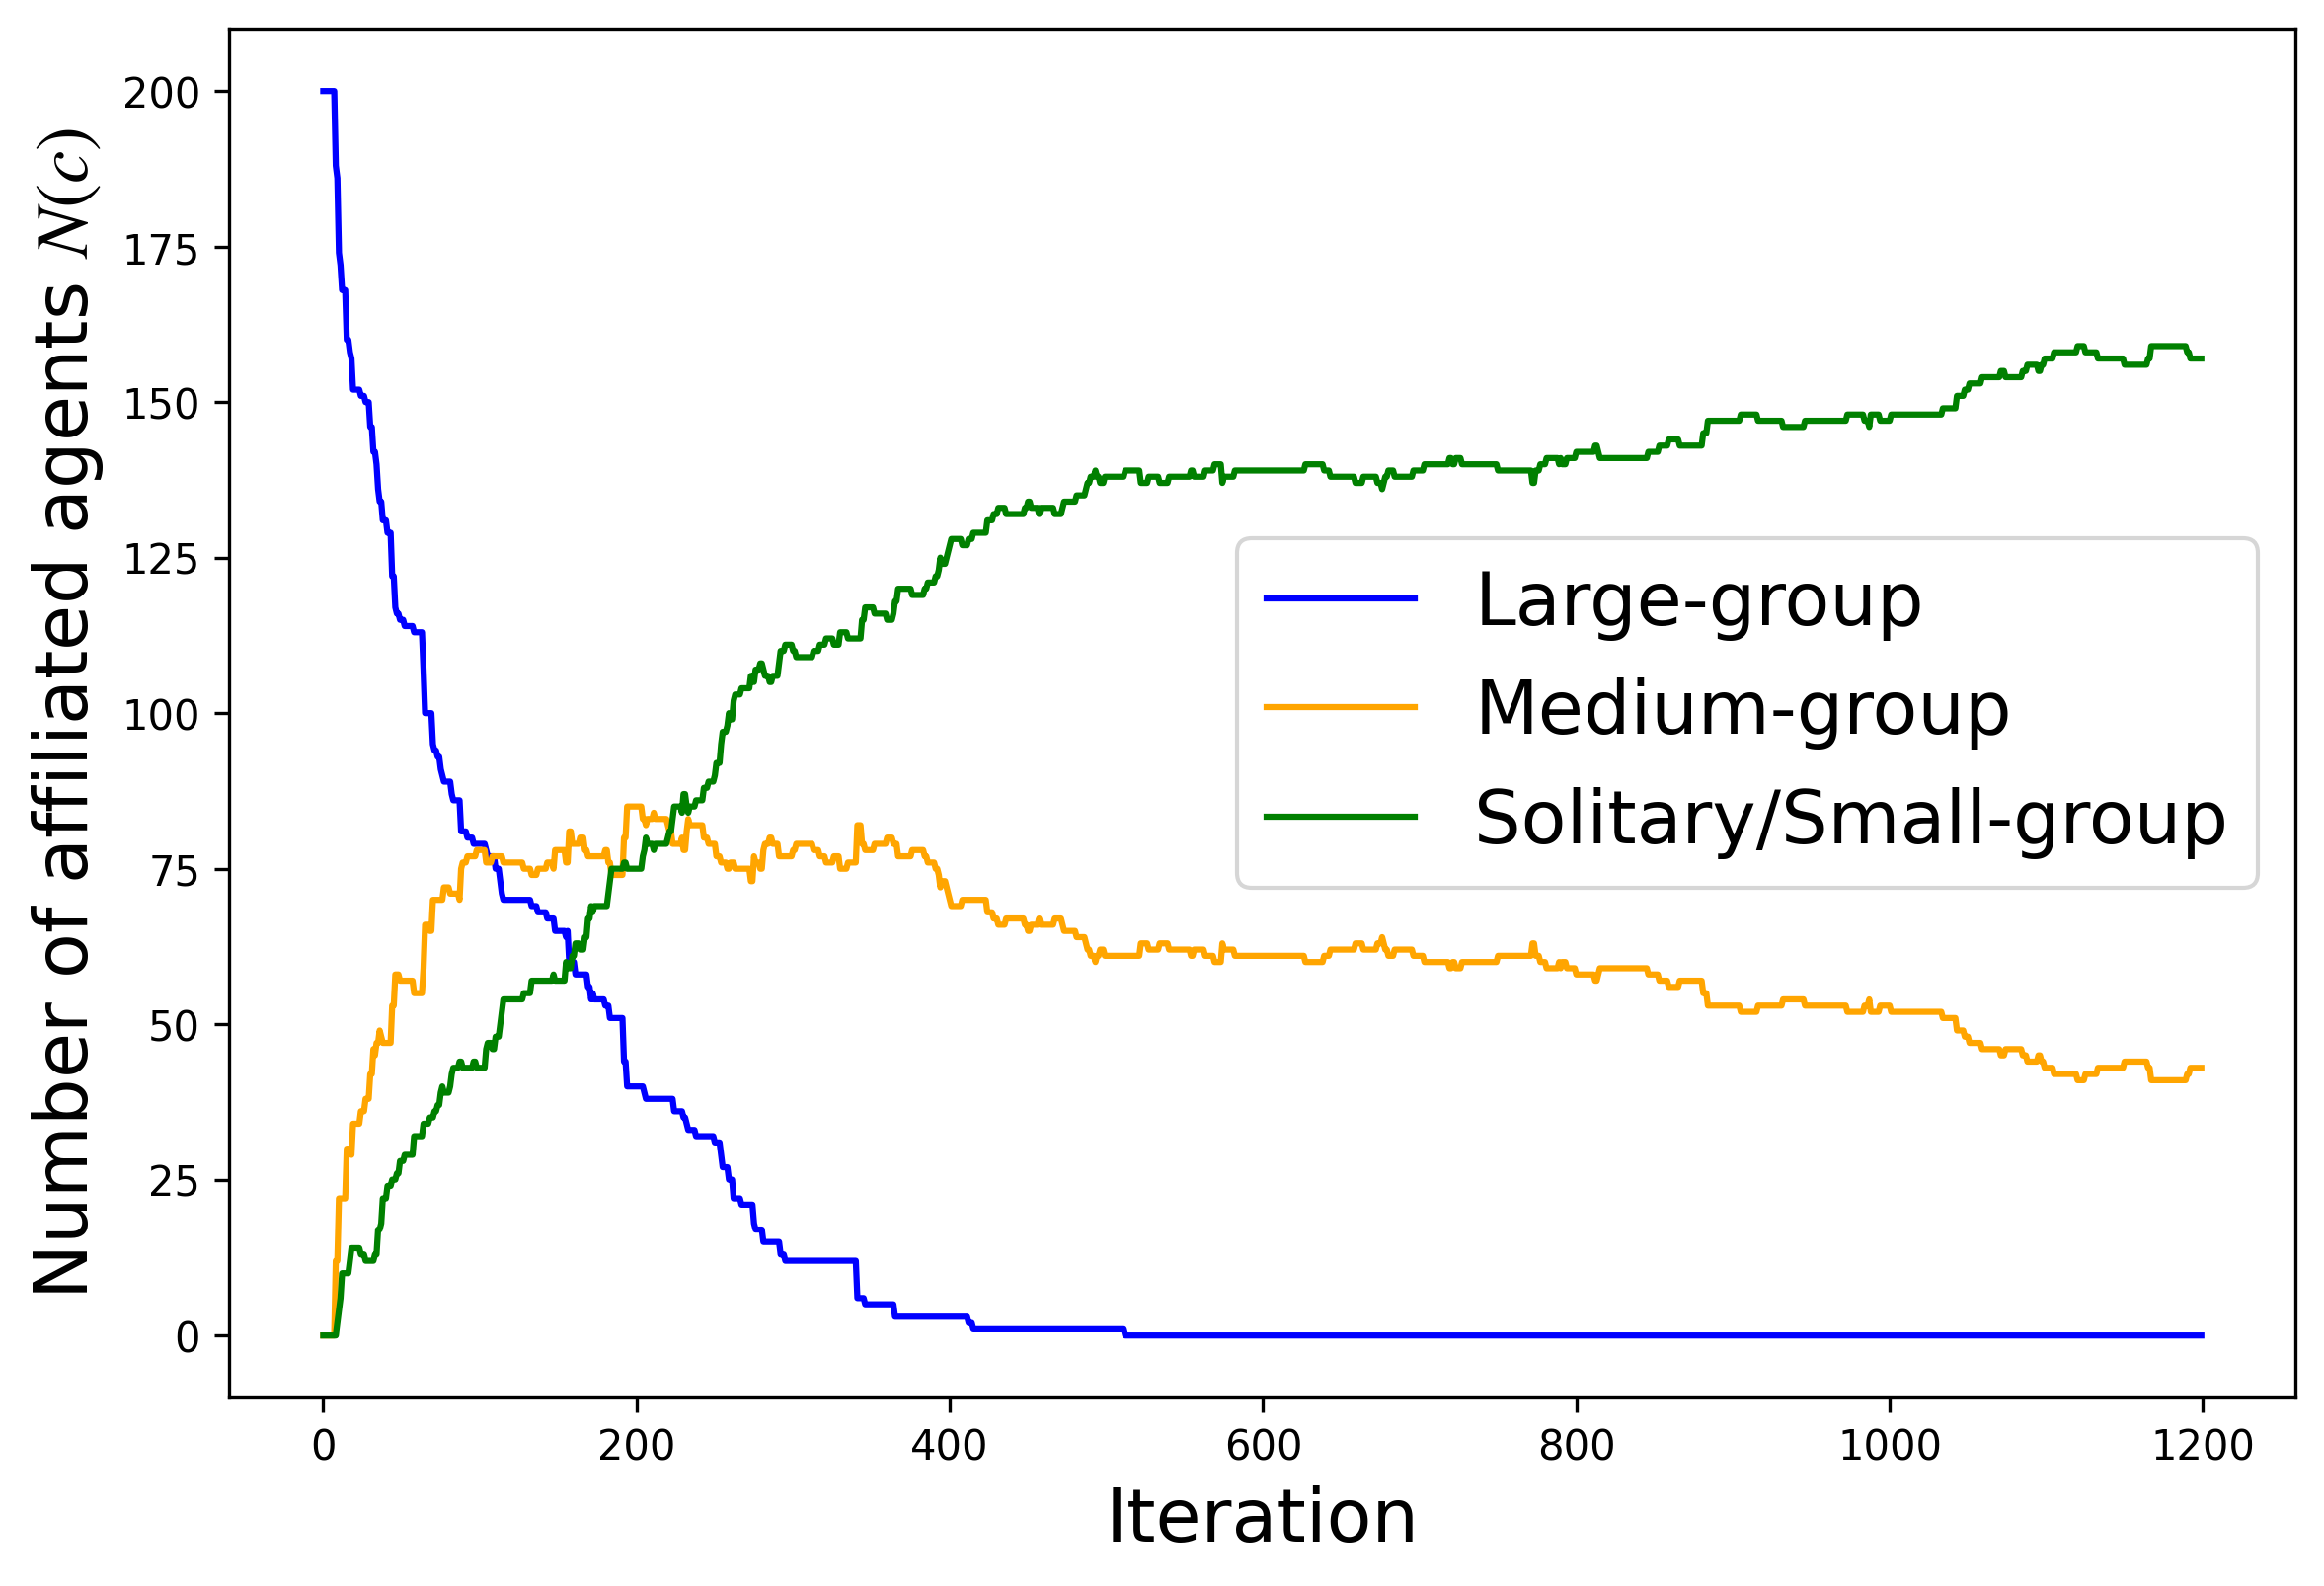 Number of affiliated agents N(c)
200
175
150
125
100
75
50
25
0
Large-group
Medium-group
Solitary/Small-group
0 200 400 600 800 1000 1200
Iteration